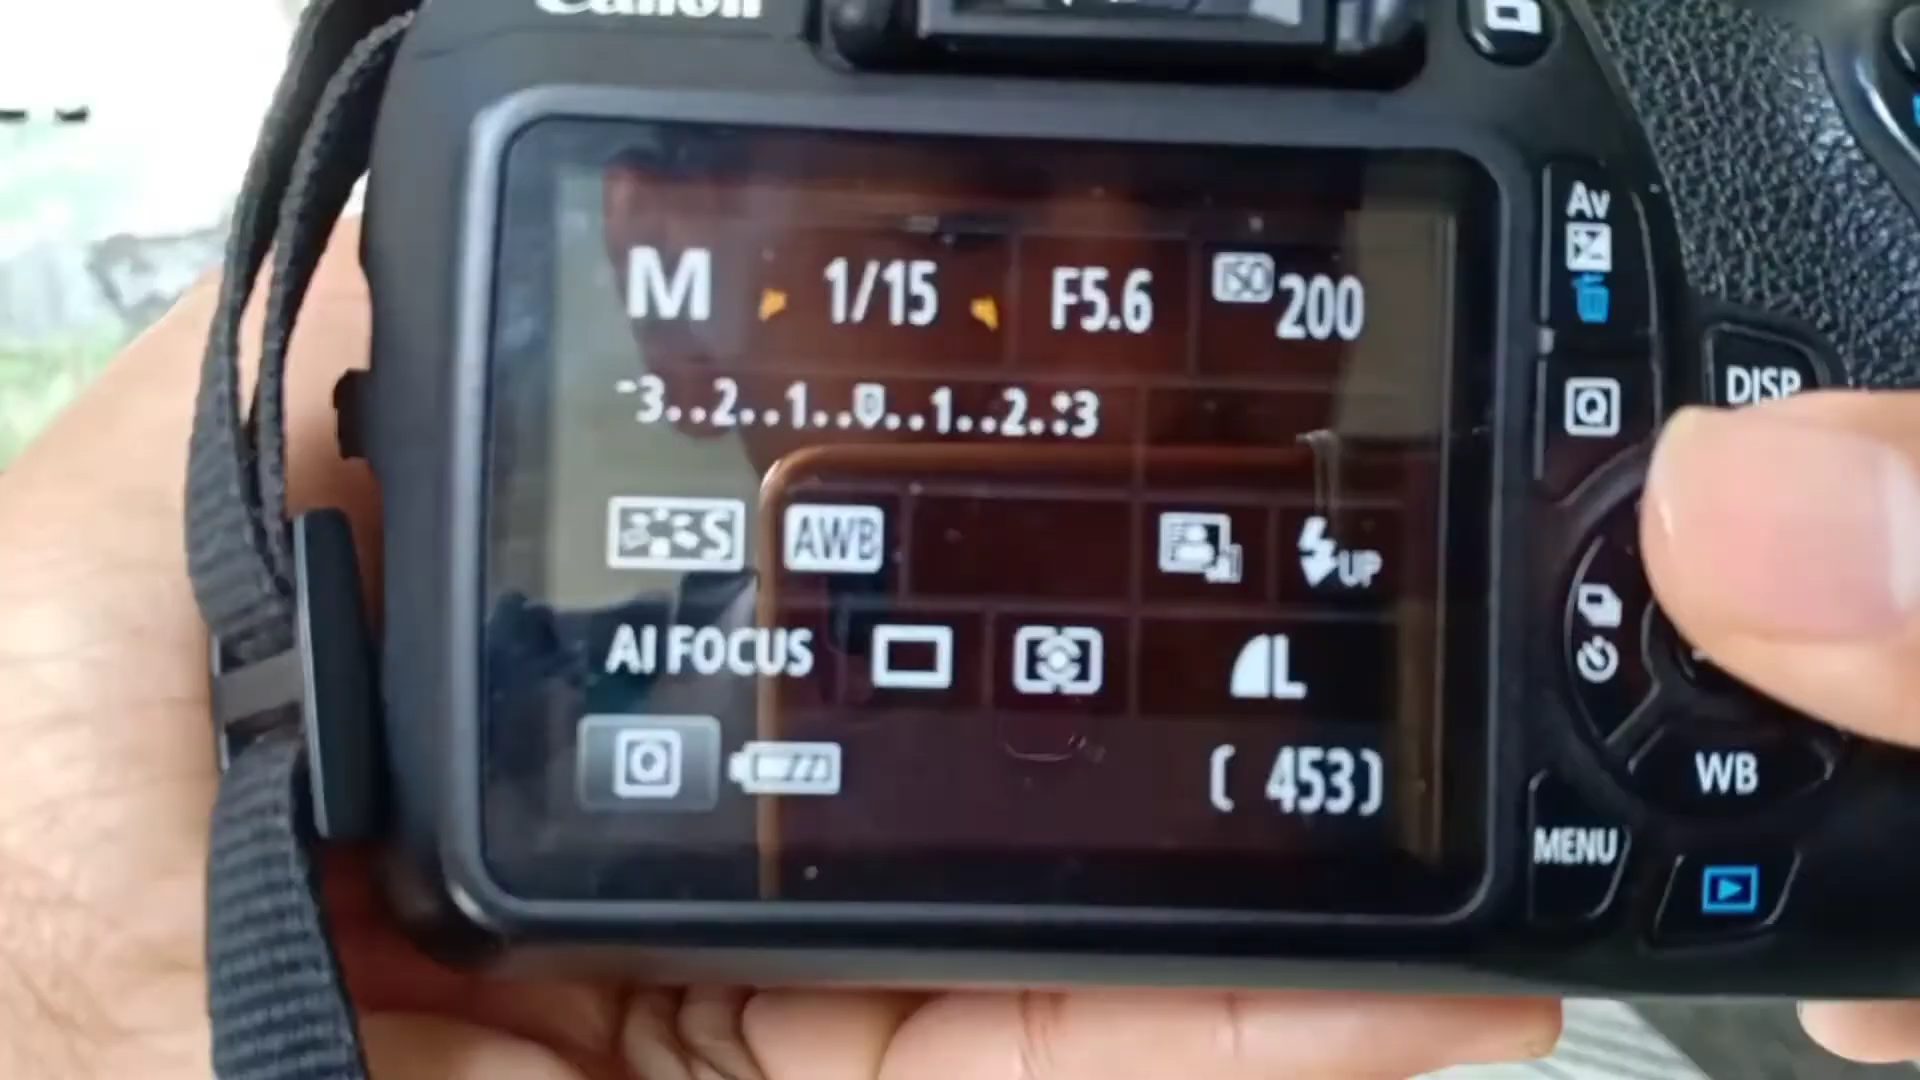 Canon
M 1/15 F5.6 ISO 200
-3..2..1..0..1..2.:+3
S AWB UP
AI FOCUS L
Q [ 453]
Av
Q
DISP
WB
MENU